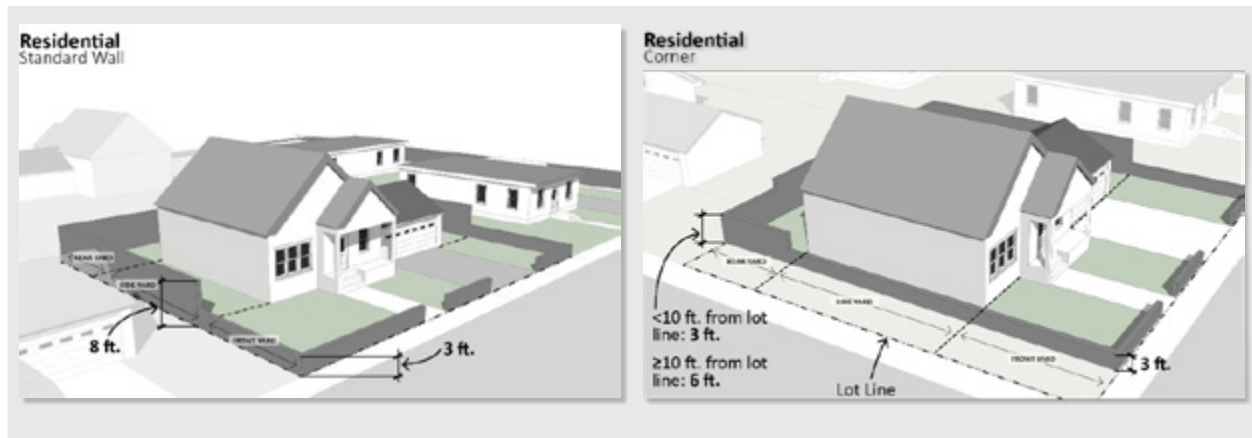 Residential
Standard Wall
REAR YARD
SIDE YARD
FRONT YARD
8 ft.
3 ft.
Residential
Corner
REAR YARD
SIDE YARD
FRONT YARD
<10 ft. from lot
line: 3 ft.
≥10 ft. from lot
line: 6 ft.
Lot Line
3 ft.